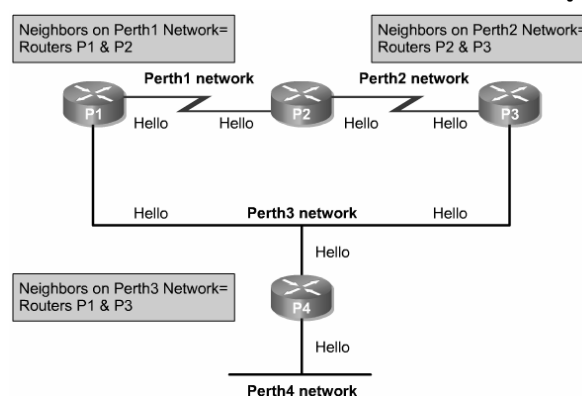 Neighbors on Perth1 Network=
Routers P1 & P2
Neighbors on Perth2 Network=
Routers P2 & P3
Perth1 network
Perth2 network
P1
P2
P3
Hello
Hello
Hello
Hello
Hello
Perth3 network
Hello
Hello
Neighbors on Perth3 Network=
Routers P1 & P3
P4
Hello
Perth4 network